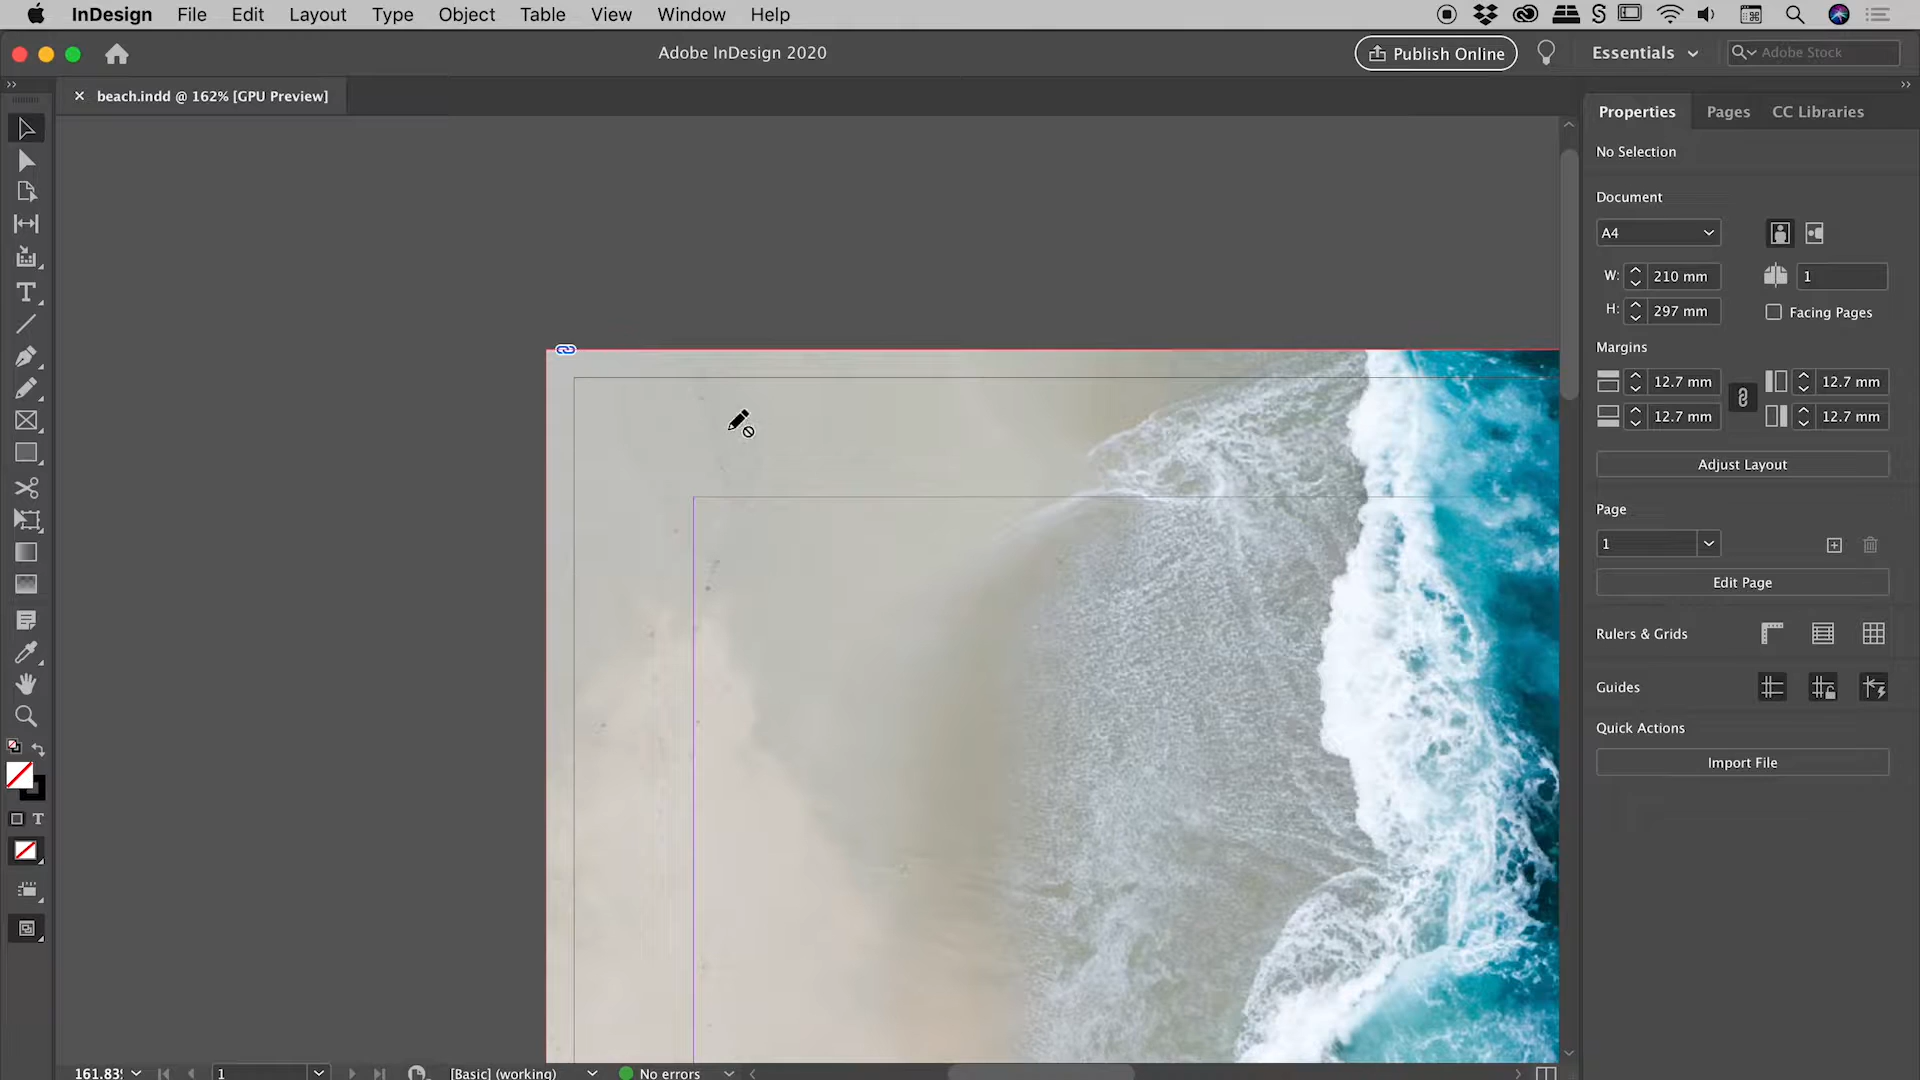 InDesign File Edit Layout Type Object Table View Window Help
Adobe InDesign 2020
Publish Online
Essentials
Adobe Stock
beach.indd @ 162% [GPU Preview]
Properties Pages CC Libraries
No Selection
Document
A4
W: 210 mm
1
H: 297 mm
Facing Pages
Margins
12.7 mm 12.7 mm
12.7 mm 12.7 mm
Adjust Layout
Page
1
Edit Page
Rulers & Grids
Guides
Quick Actions
Import File
161.83%
1
[Basic] (working)
No errors